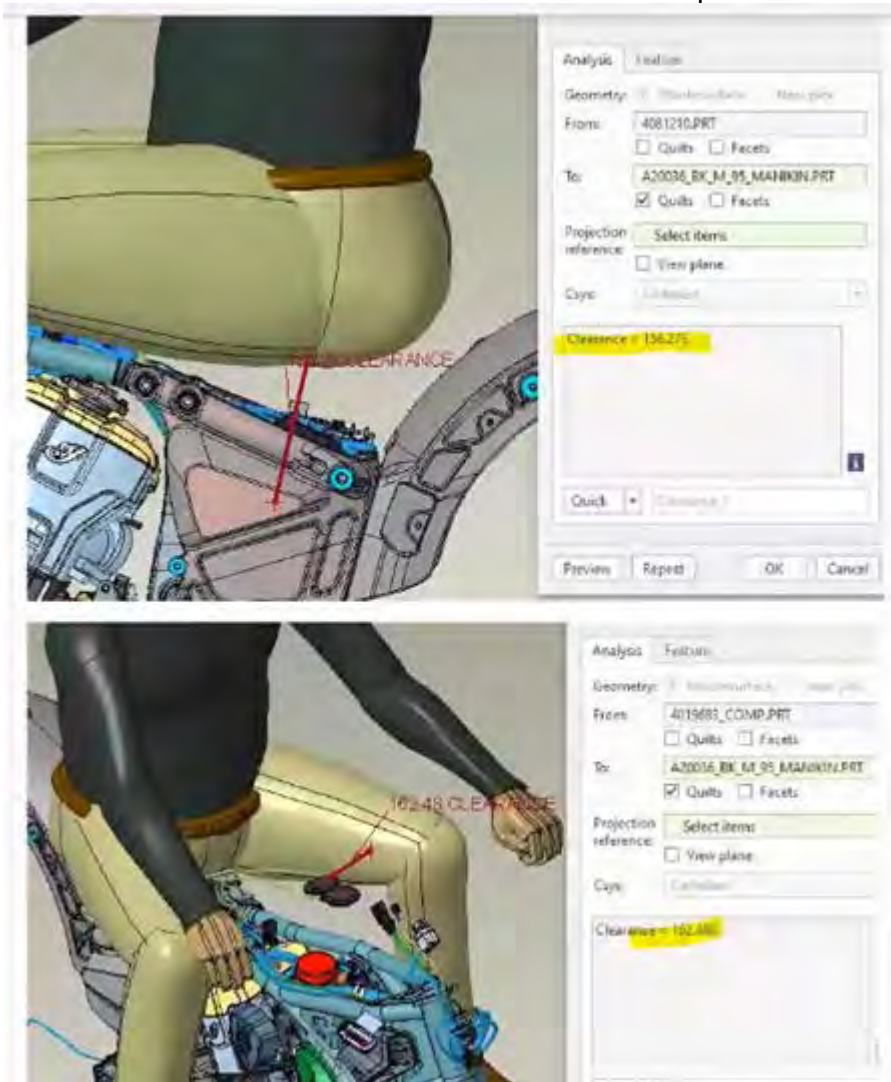 Analysis Feature
Geometry:
From: 4081210.PRT
Quilts Facets
To: A20036_BK_M_95_MANIKIN.PRT
Quilts Facets
Projection reference: Select items
View plane
Csys:
CLEARANCE
Clearance = 156.275
Quick
Preview Repeat OK Cancel
Analysis Feature
Geometry:
From: 4019683_COMP.PRT
Quilts Facets
To: A20036_BK_M_95_MANIKIN.PRT
Quilts Facets
162.48 CLEARANCE
Projection reference: Select items
View plane
Csys:
Clearance =